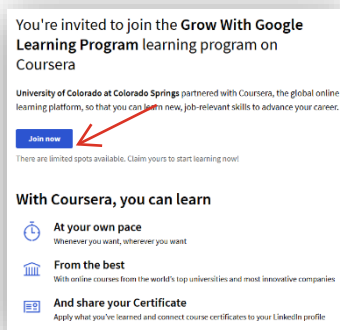 You're invited to join the Grow With Google
Learning Program learning program on
Coursera
University of Colorado at Colorado Springs partnered with Coursera, the global online
learning platform, so that you can learn new, job-relevant skills to advance your career.
Join now
There are limited spots available. Claim yours to start learning now!
With Coursera, you can learn
At your own pace
Whenever you want, wherever you want
From the best
With online courses from the world's top universities and most innovative companies
And share your Certificate
Apply what you've learned and connect course certificates to your LinkedIn profile